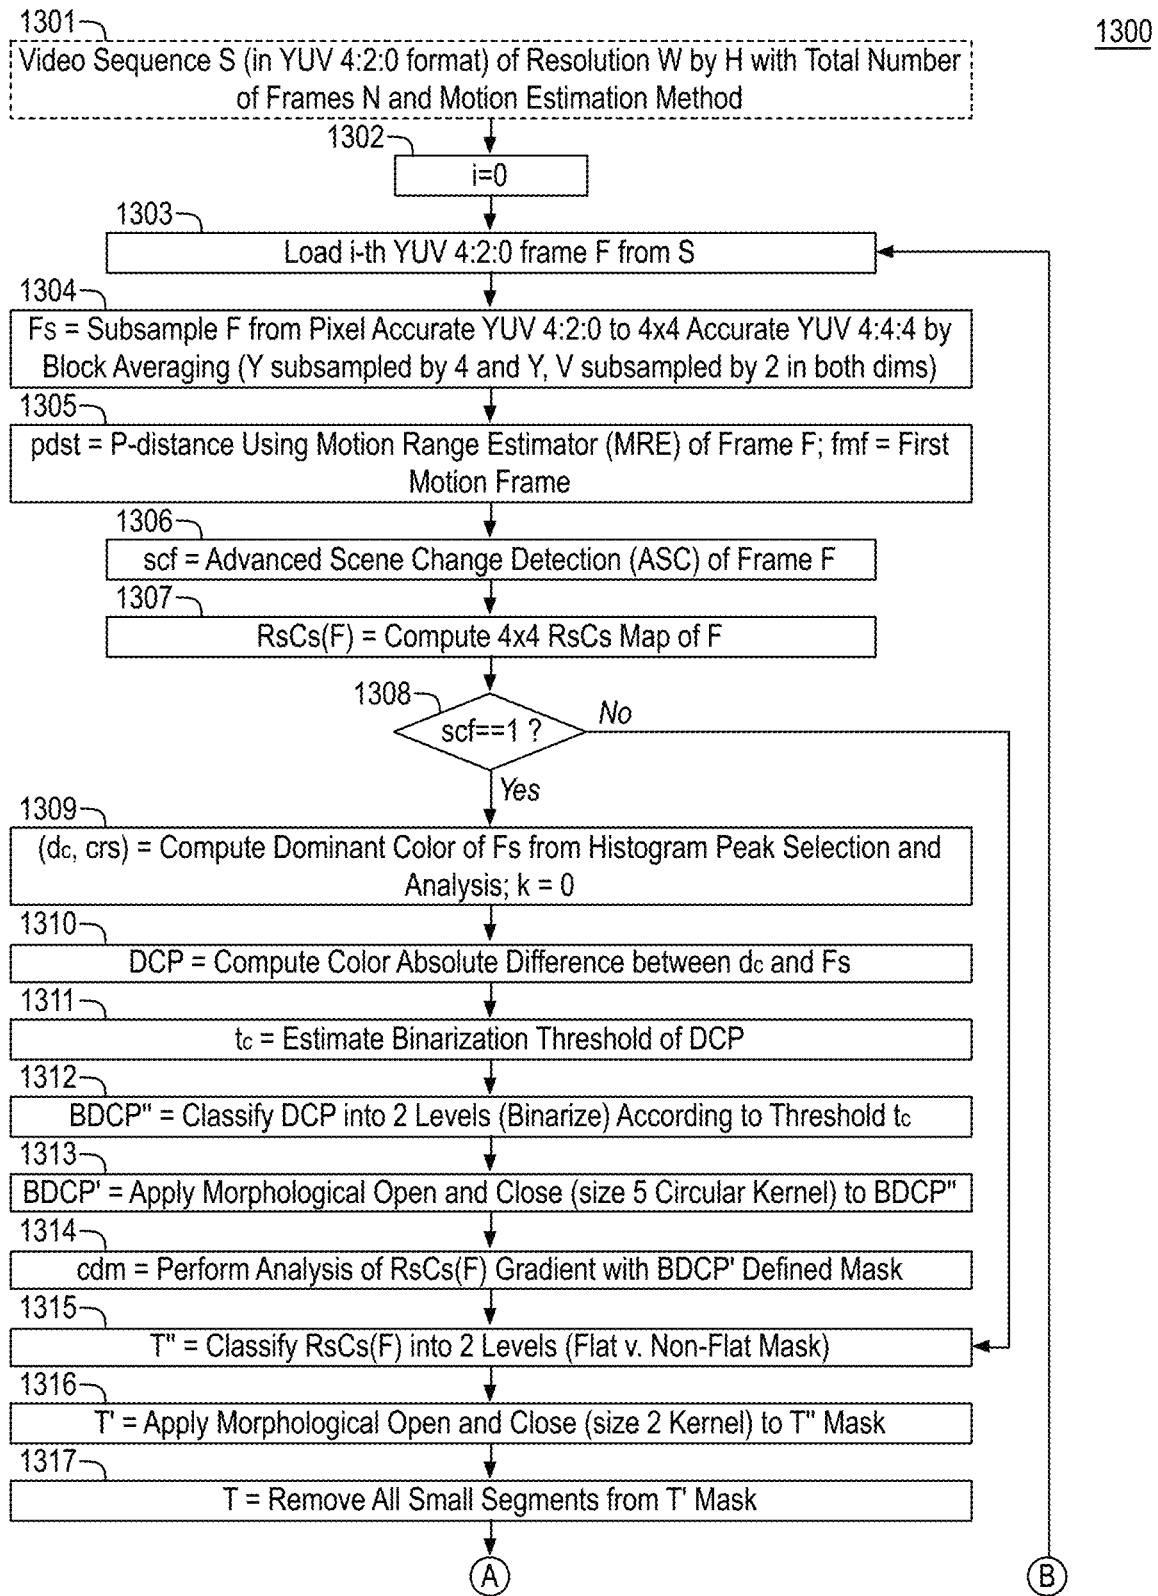 1300
1301
Video Sequence S (in YUV 4:2:0 format) of Resolution W by H with Total Number
of Frames N and Motion Estimation Method
1302
i=0
1303
Load i-th YUV 4:2:0 frame F from S
1304
Fs = Subsample F from Pixel Accurate YUV 4:2:0 to 4x4 Accurate YUV 4:4:4 by
Block Averaging (Y subsampled by 4 and Y, V subsampled by 2 in both dims)
1305
pdst = P-distance Using Motion Range Estimator (MRE) of Frame F; fmf = First
Motion Frame
1306
scf = Advanced Scene Change Detection (ASC) of Frame F
1307
RsCs(F) = Compute 4x4 RsCs Map of F
1308
scf==1 ?
No
Yes
1309
(dc, crs) = Compute Dominant Color of Fs from Histogram Peak Selection and
Analysis; k = 0
1310
DCP = Compute Color Absolute Difference between dc and Fs
1311
tc = Estimate Binarization Threshold of DCP
1312
BDCP" = Classify DCP into 2 Levels (Binarize) According to Threshold tc
1313
BDCP' = Apply Morphological Open and Close (size 5 Circular Kernel) to BDCP"
1314
cdm = Perform Analysis of RsCs(F) Gradient with BDCP' Defined Mask
1315
T" = Classify RsCs(F) into 2 Levels (Flat v. Non-Flat Mask)
1316
T' = Apply Morphological Open and Close (size 2 Kernel) to T" Mask
1317
T = Remove All Small Segments from T' Mask
A
B